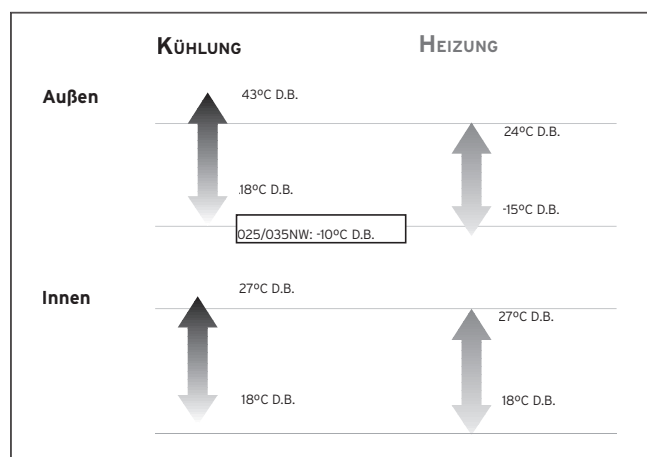 KÜHLUNG HEIZUNG
Außen
43ºC D.B.
24ºC D.B.
18ºC D.B.
-15ºC D.B.
025/035NW: -10ºC D.B.
Innen
27ºC D.B.
27ºC D.B.
18ºC D.B.
18ºC D.B.